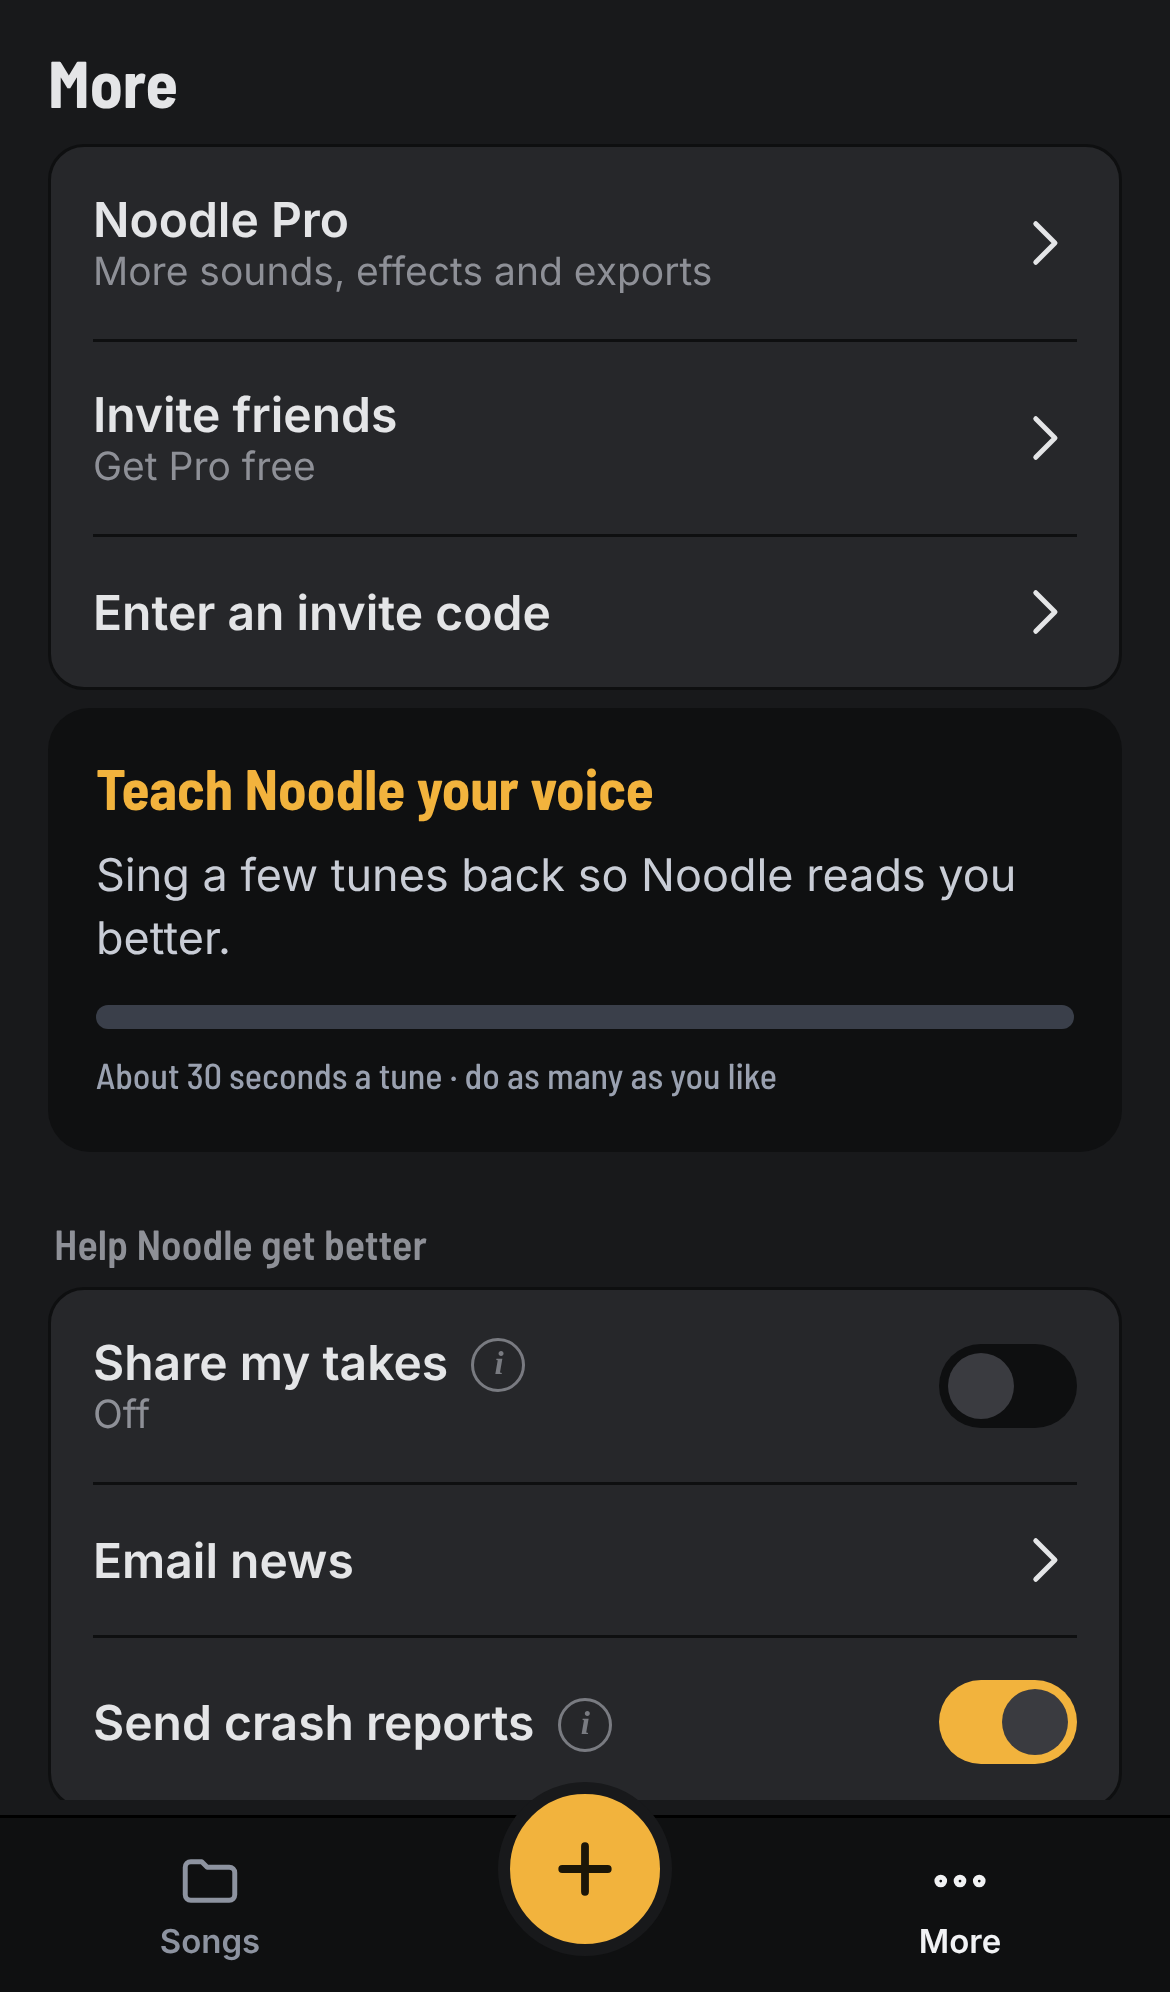 More
Noodle Pro
More sounds, effects and exports
Invite friends
Get Pro free
Enter an invite code
Teach Noodle your voice
Sing a few tunes back so Noodle reads you
better.
About 30 seconds a tune · do as many as you like
Help Noodle get better
Share my takes i
Off
Email news
Send crash reports i
Songs
More